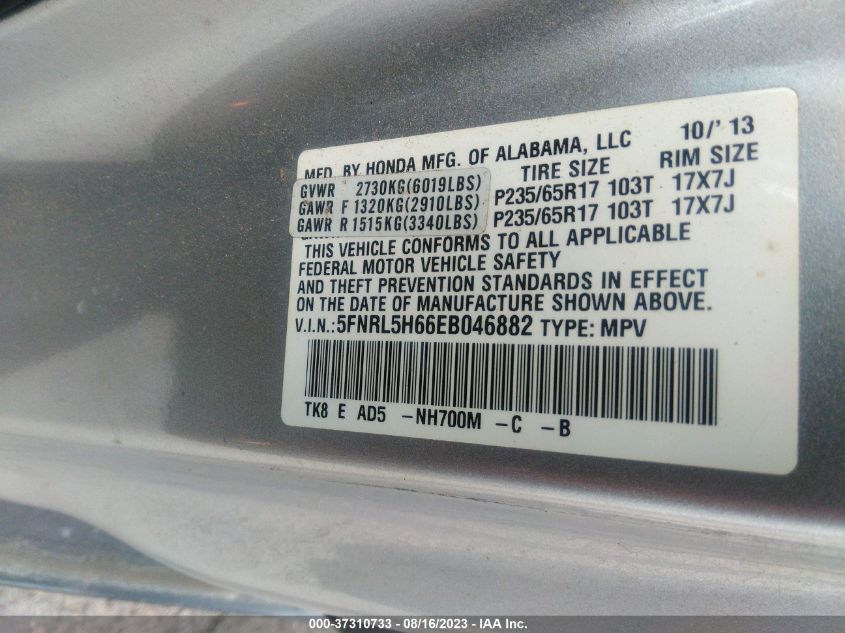 MFD. BY HONDA MFG. OF ALABAMA, LLC 10/' 13
TIRE SIZE RIM SIZE
GVWR 2730KG(6019LBS)
GAWR F 1320KG(2910LBS) P235/65R17 103T 17X7J
GAWR R 1515KG(3340LBS) P235/65R17 103T 17X7J
THIS VEHICLE CONFORMS TO ALL APPLICABLE
FEDERAL MOTOR VEHICLE SAFETY
AND THEFT PREVENTION STANDARDS IN EFFECT
ON THE DATE OF MANUFACTURE SHOWN ABOVE.
V.I.N.: 5FNRL5H66EB046882 TYPE: MPV
TK8 E AD5 -NH700M -C -B
000-37310733 - 08/16/2023 - IAA Inc.